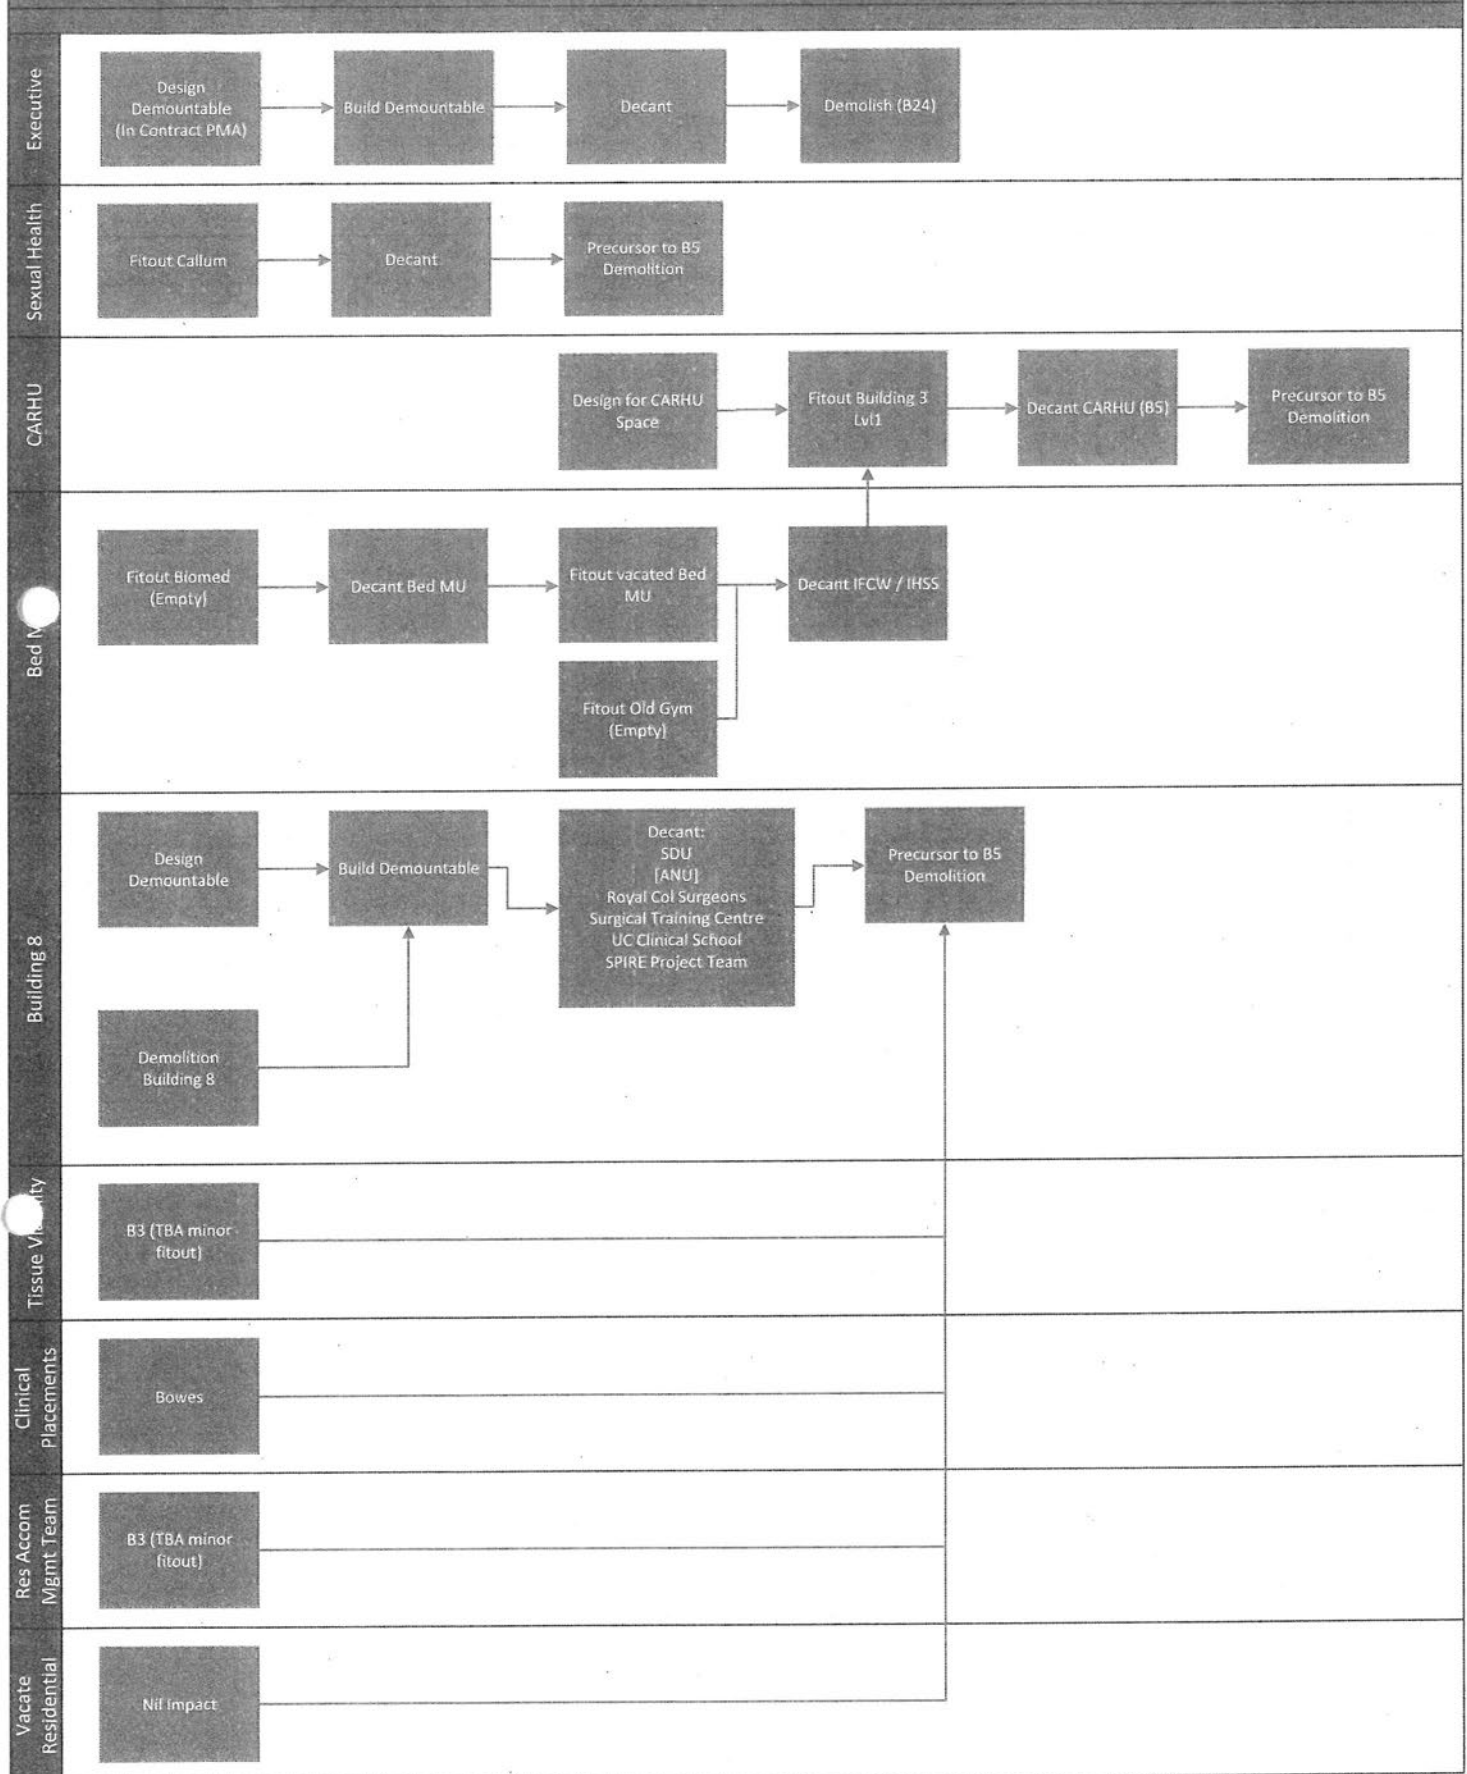 Executive
Design
Demountable
(In Contract PMA)
Build Demountable
Decant
Demolish (B24)
Sexual Health
Fitout Callum
Decant
Precursor to B5
Demolition
CARHU
Design for CARHU
Space
Fitout Building 3
Lvl1
Decant CARHU (B5)
Precursor to B5
Demolition
Bed
Fitout Biomed
(Empty)
Decant Bed MU
Fitout vacated Bed
MU
Decant IFCW / IHSS
Fitout Old Gym
(Empty)
Building 8
Design
Demountable
Build Demountable
Decant:
SDU
[ANU]
Royal Col Surgeons
Surgical Training Centre
UC Clinical School
SPIRE Project Team
Precursor to B5
Demolition
Demolition
Building 8
Tissue
B3 (TBA minor
fitout)
Clinical
Placements
Bowes
Res Accom
Mgmt Team
B3 (TBA minor
fitout)
Vacate
Residential
Nil Impact